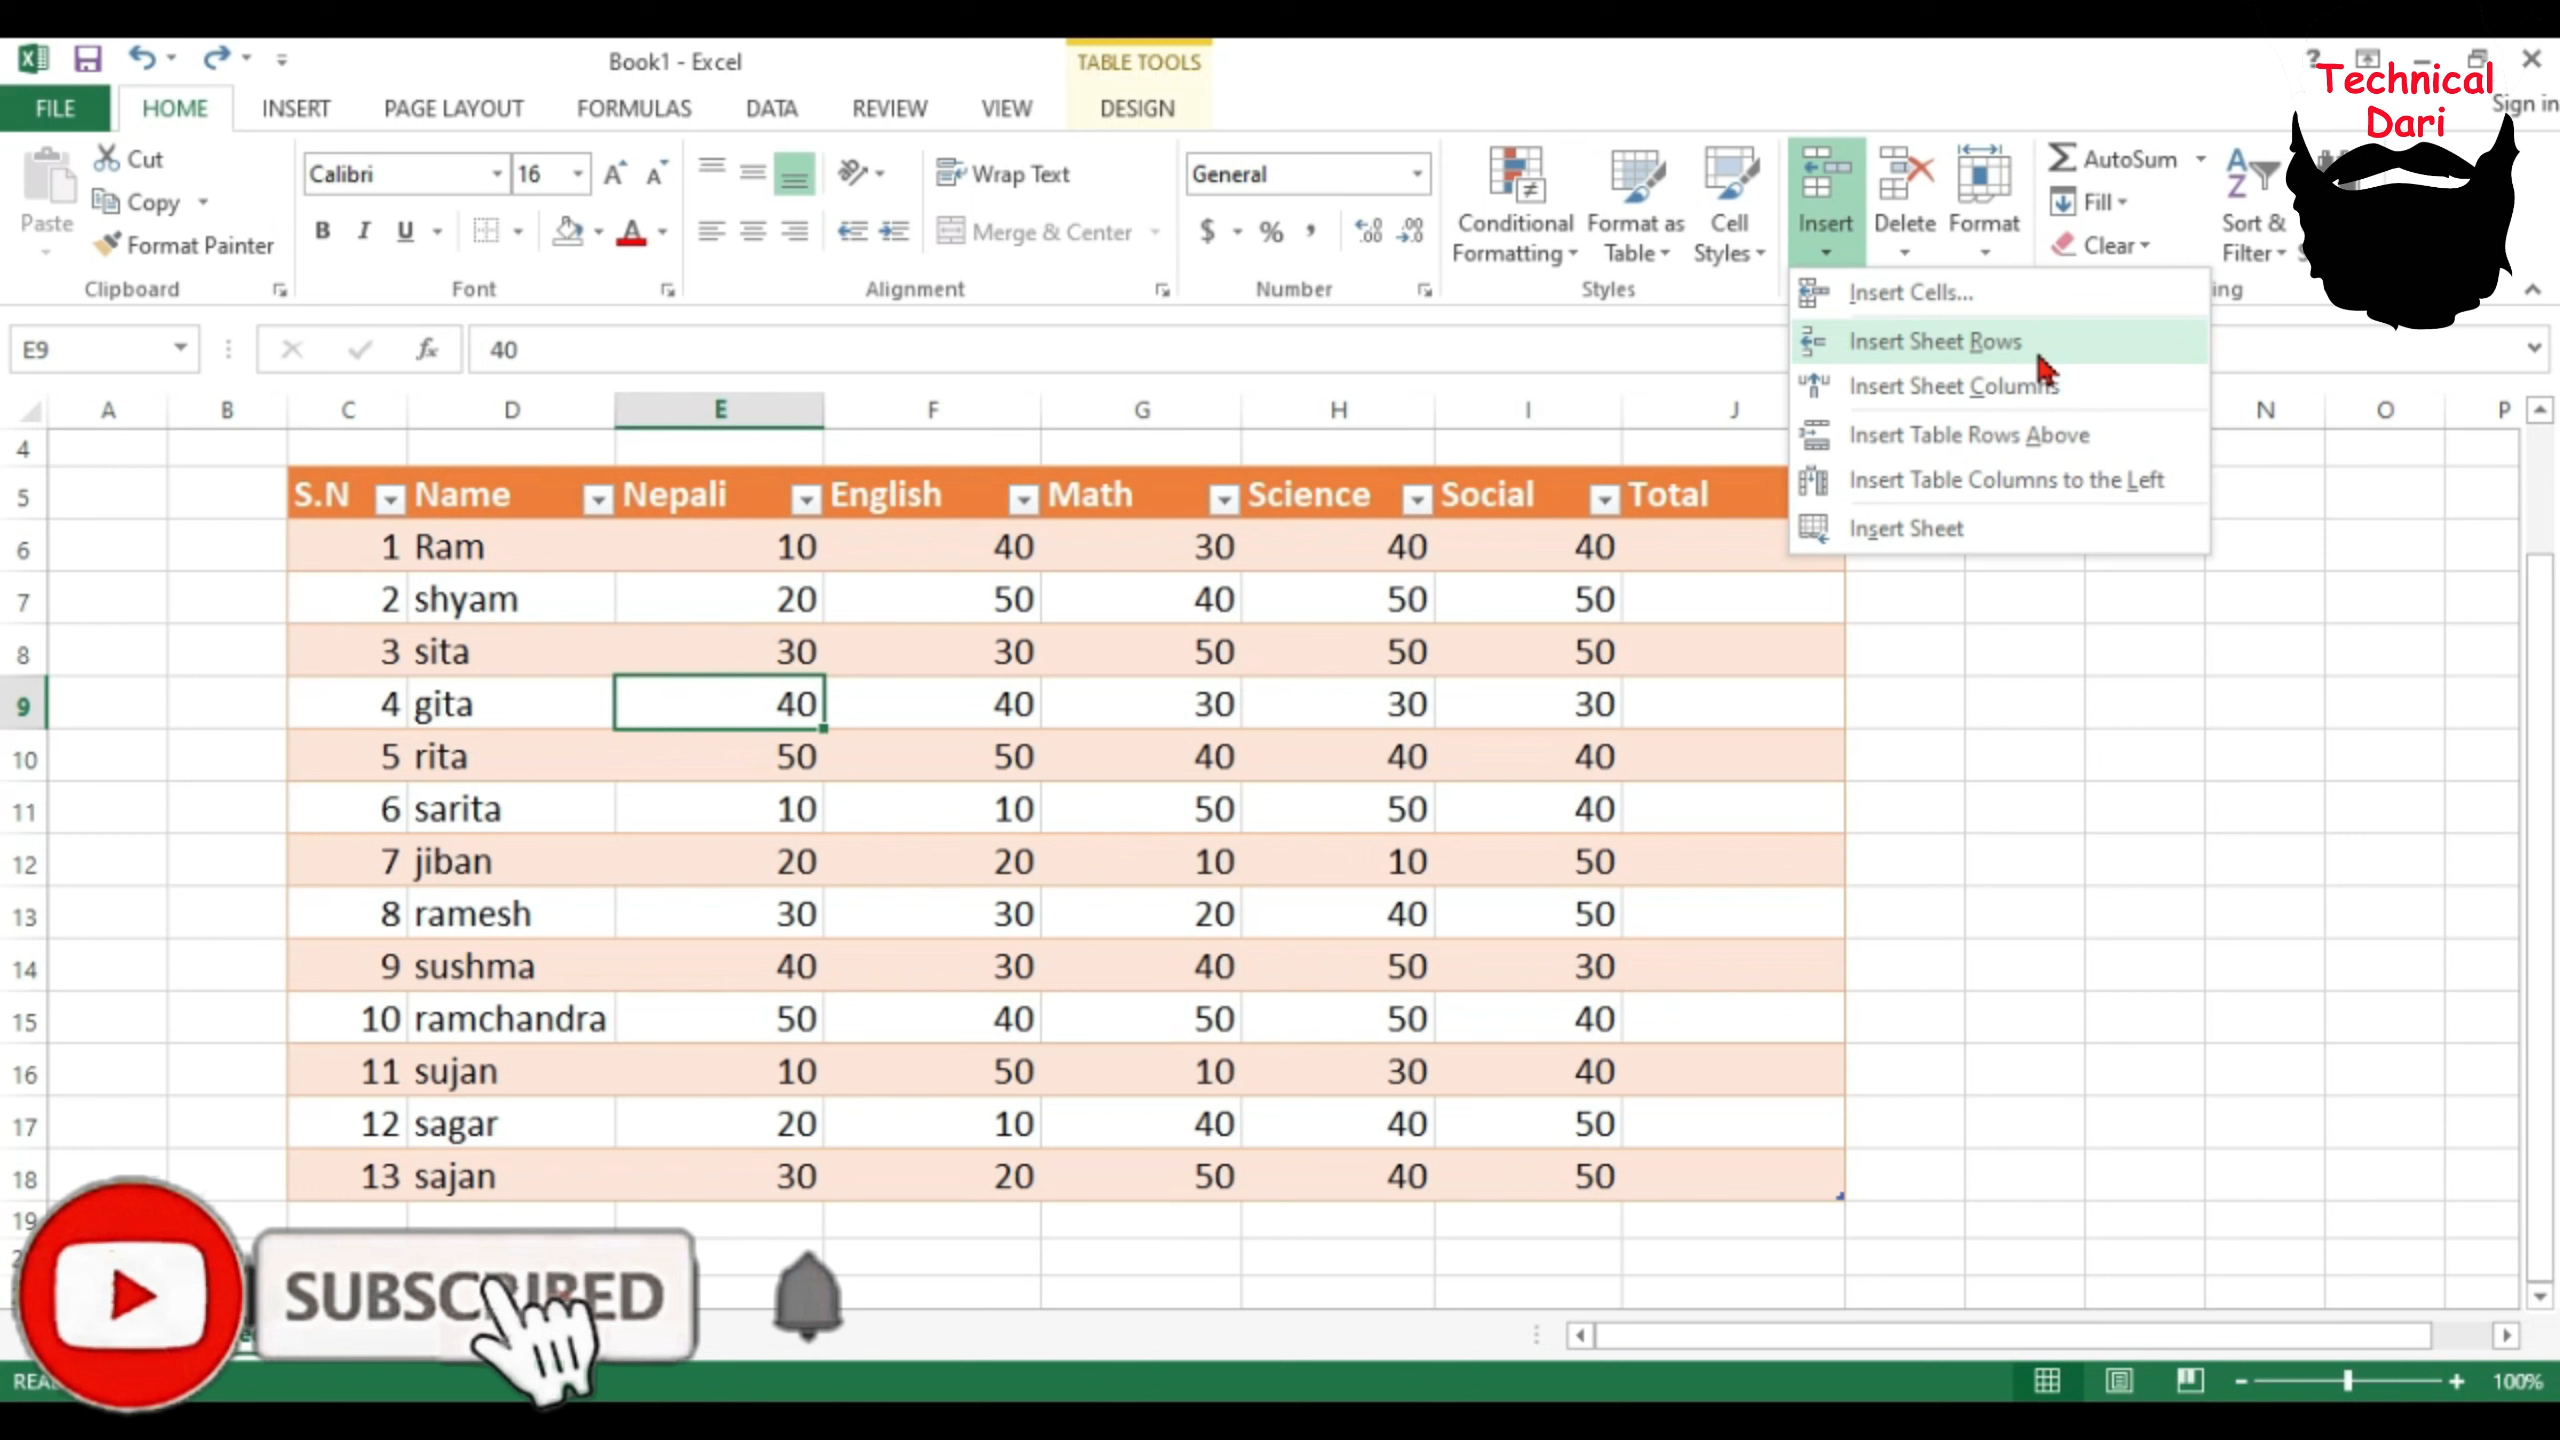 Book1 - Excel
TABLE TOOLS
?
Technical
Dari
Sign in
FILE HOME INSERT PAGE LAYOUT FORMULAS DATA REVIEW VIEW DESIGN
Paste
Cut
Copy
Format Painter
Clipboard
Calibri 16
B I U
Font
Wrap Text
Merge & Center
Alignment
General
$ % ,
Number
Conditional
Formatting
Format as
Table
Cell
Styles
Styles
Insert
Delete
Format
AutoSum
Fill
Clear
Sort &
Filter
ing
Insert Cells...
Insert Sheet Rows
Insert Sheet Columns
Insert Table Rows Above
Insert Table Columns to the Left
Insert Sheet
E9 fx 40
A B C D E F G H I J N O P
4
5 S.N Name Nepali English Math Science Social Total
6 1 Ram 10 40 30 40 40
7 2 shyam 20 50 40 50 50
8 3 sita 30 30 50 50 50
9 4 gita 40 40 30 30 30
10 5 rita 50 50 40 40 40
11 6 sarita 10 10 50 50 40
12 7 jiban 20 20 10 10 50
13 8 ramesh 30 30 20 40 50
14 9 sushma 40 30 40 50 30
15 10 ramchandra 50 40 50 50 40
16 11 sujan 10 50 10 30 40
17 12 sagar 20 10 40 40 50
18 13 sajan 30 20 50 40 50
19
SUBSCRIBED
100%